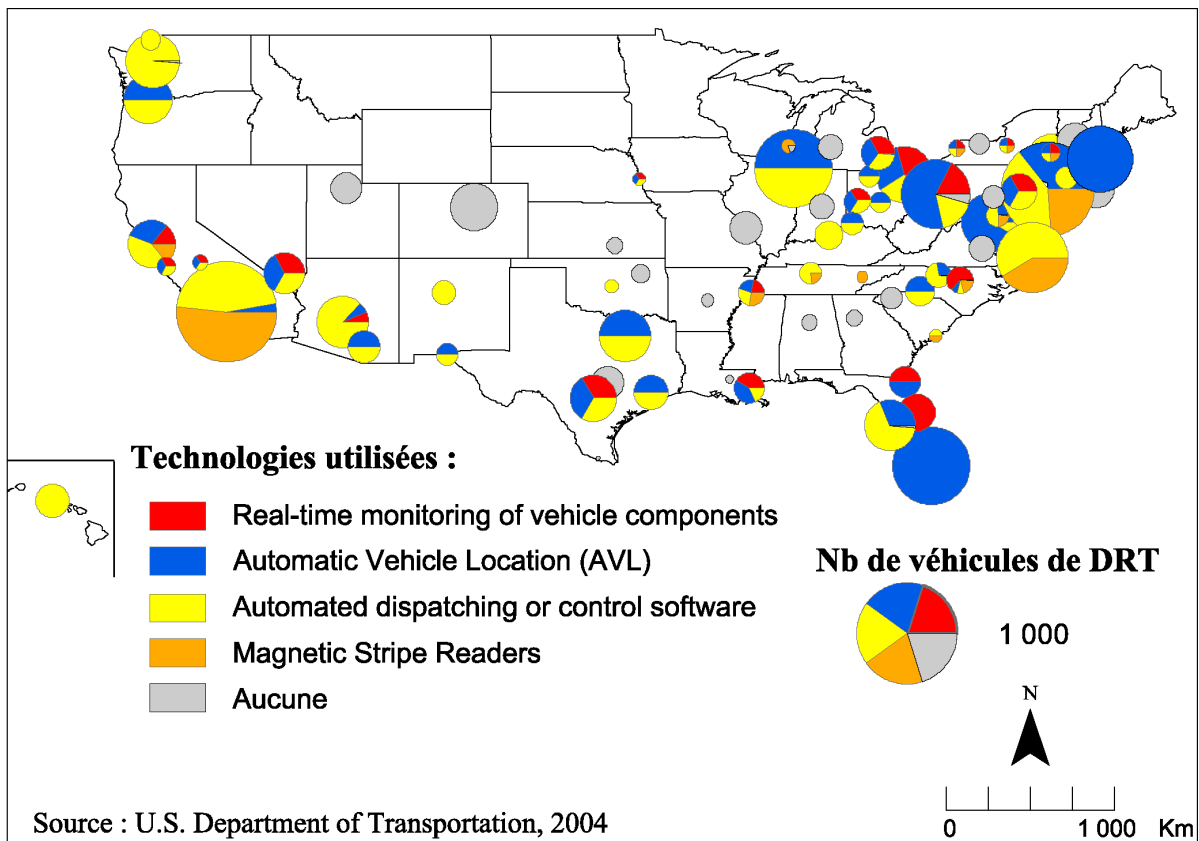 Technologies utilisées :
Real-time monitoring of vehicle components
Automatic Vehicle Location (AVL)
Automated dispatching or control software
Magnetic Stripe Readers
Aucune
Nb de véhicules de DRT
1 000
N
0 1 000 Km
Source : U.S. Department of Transportation, 2004